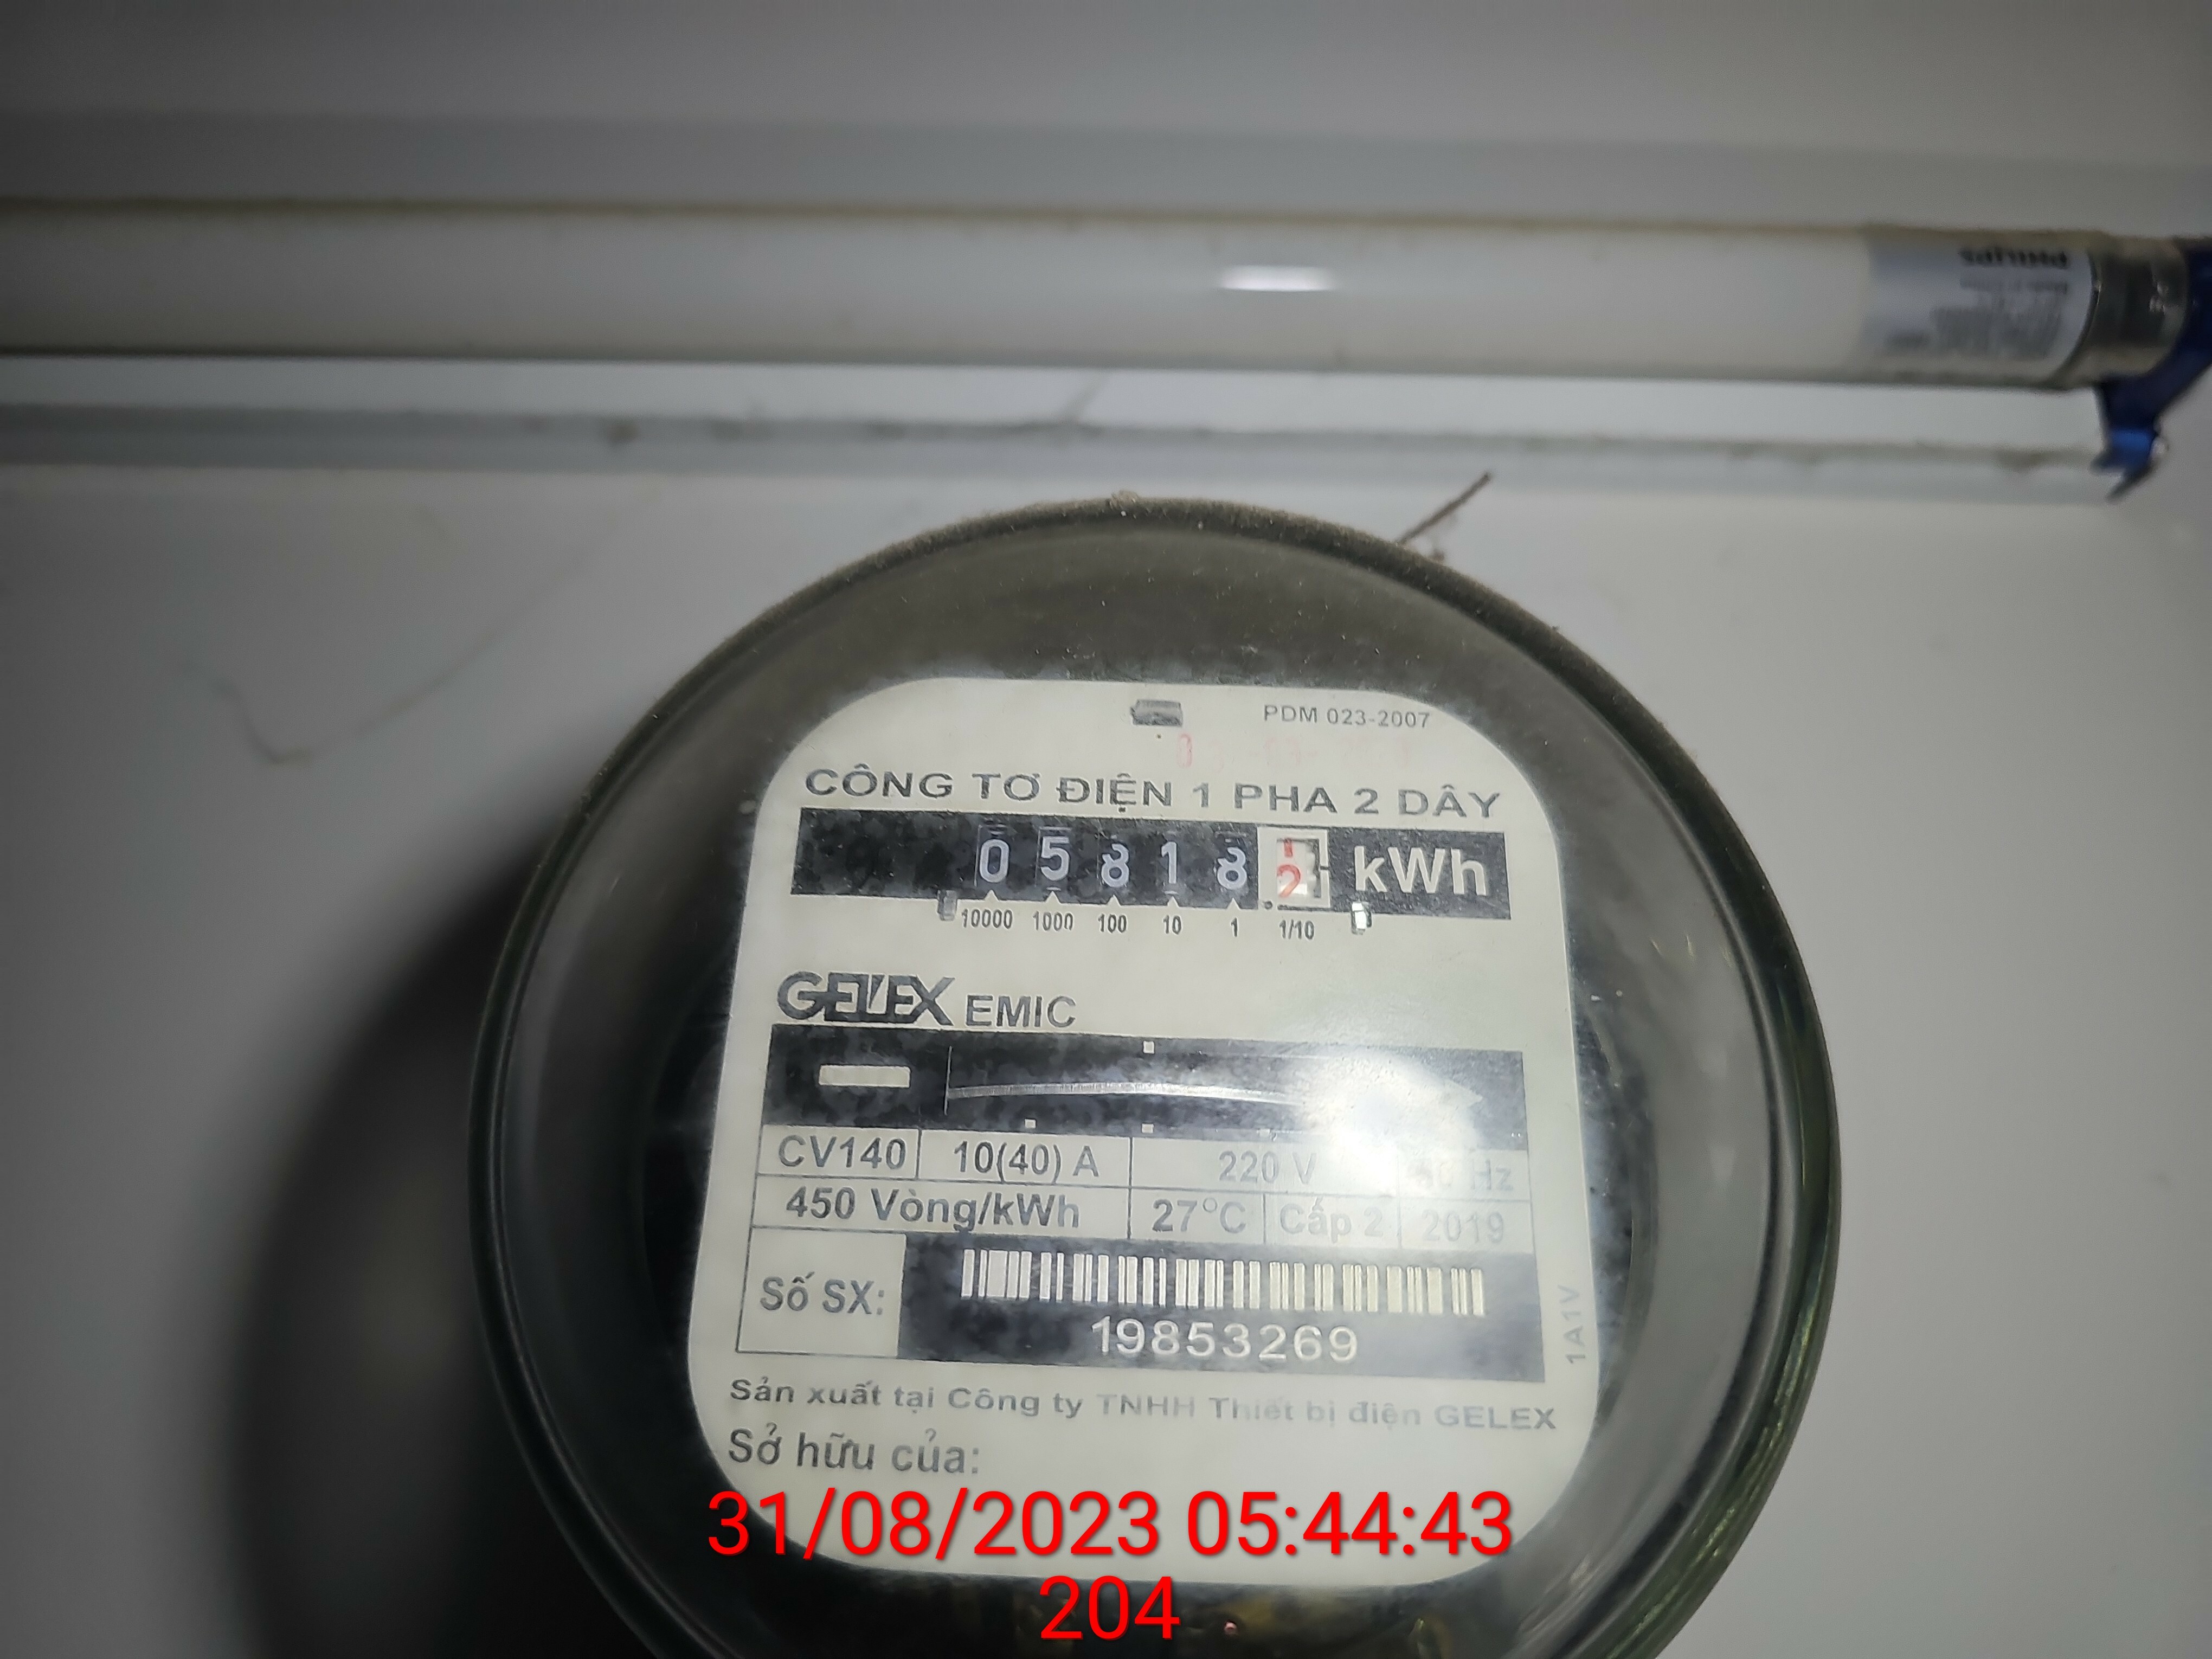 PHILIPS
PDM 023-2007
CÔNG TƠ ĐIỆN 1 PHA 2 DÂY
0 5 8 1 8 kWh
10000 1000 100 10 1 1/10
GELEX EMIC
CV140 10(40) A 220 V Hz
450 Vòng/kWh 27°C Cấp 2 2019
Số SX:
19853269
1A1V
Sản xuất tại Công ty TNHH Thiết bị điện GELEX
Sở hữu của:
31/08/2023 05:44:43
204